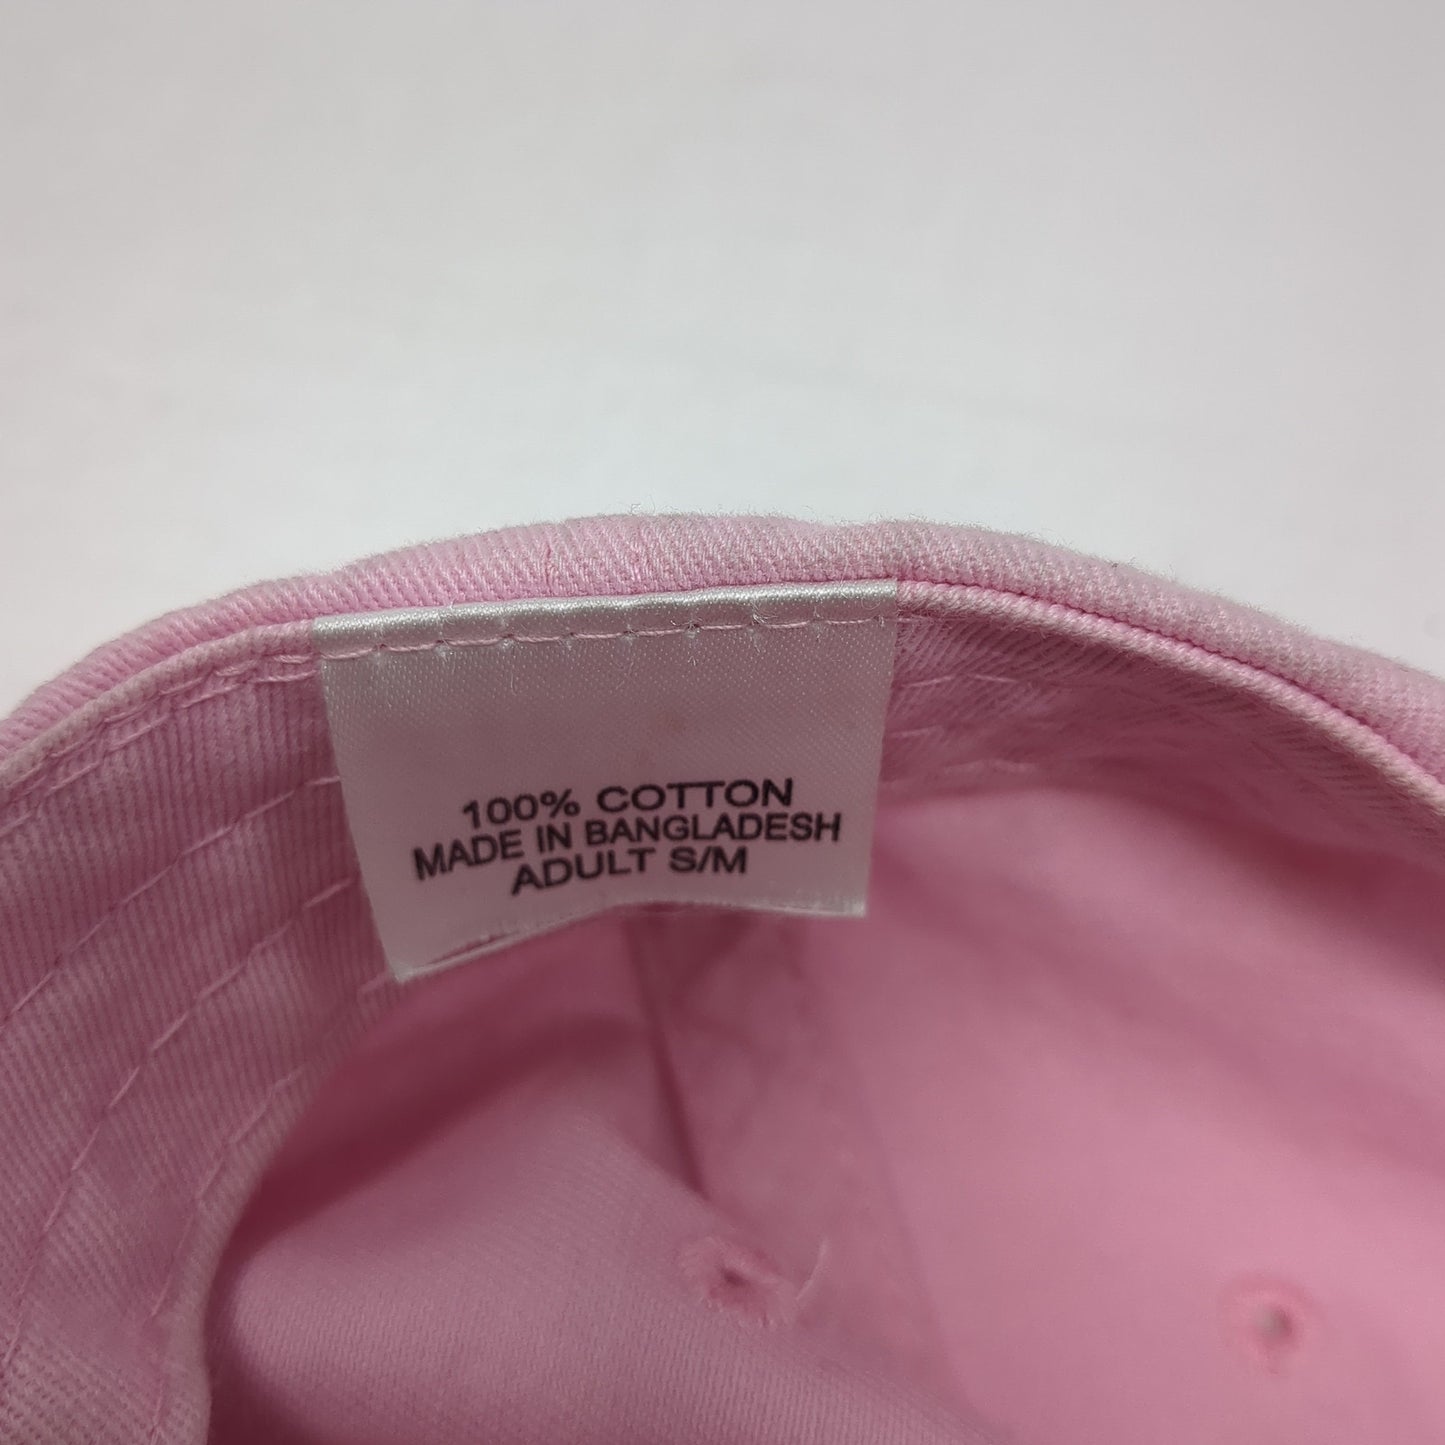 100% COTTON
MADE IN BANGLADESH
ADULT S/M